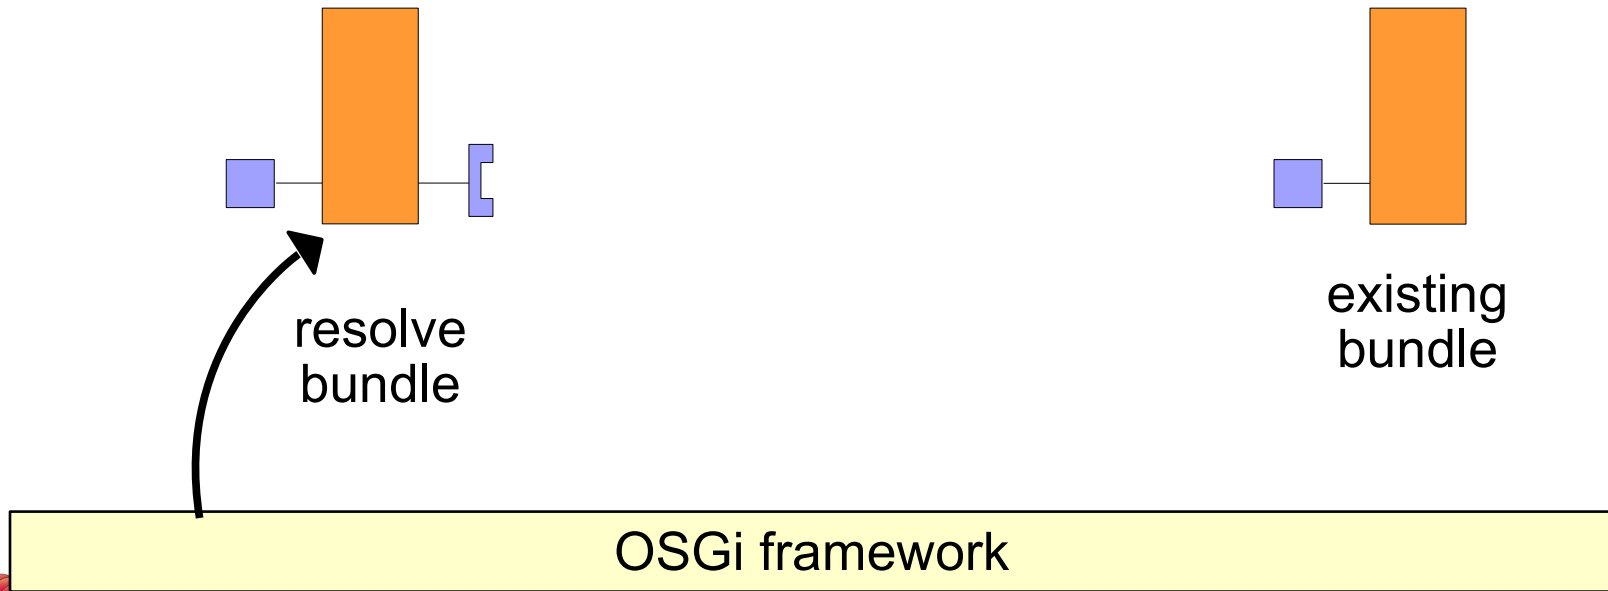 resolve
bundle
existing
bundle
OSGi framework